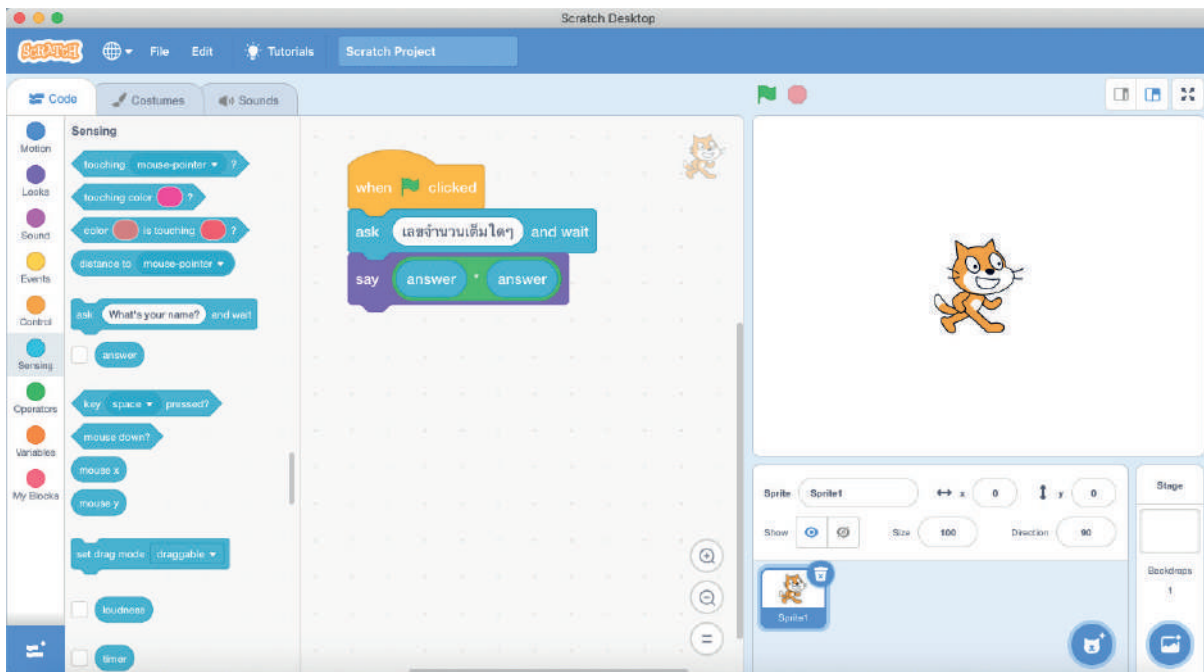 Scratch Desktop
SCRATCH File Edit Tutorials Scratch Project
Code Costumes Sounds
Motion
Looks
Sound
Events
Control
Sensing
Operators
Variables
My Blocks
Sensing
touching mouse-pointer ?
touching color ?
color is touching ?
distance to mouse-pointer
ask What's your name? and wait
answer
key space pressed?
mouse down?
mouse x
mouse y
set drag mode draggable
loudness
timer
when clicked
ask เลขจำนวนเต็มใดๆ and wait
say answer * answer
Sprite Sprite1 x 0 y 0
Show Size 100 Direction 90
Sprite1
Stage
Backdrops
1